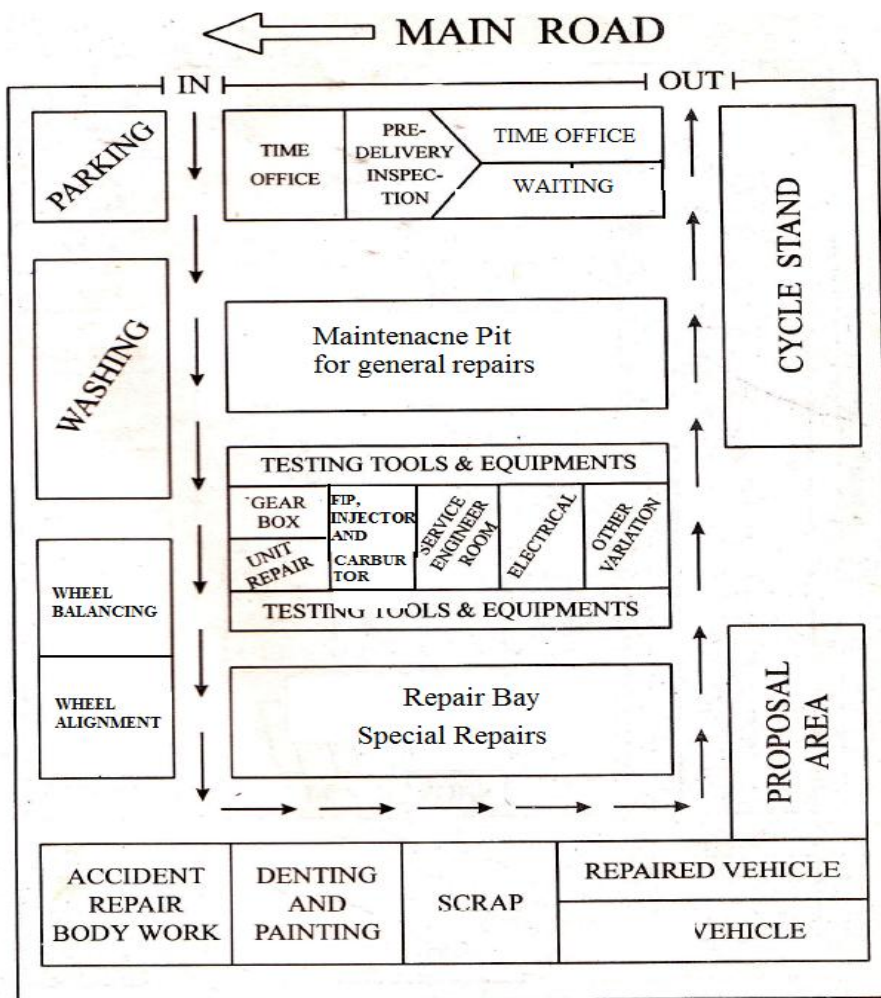 MAIN ROAD
IN
OUT
PARKING
TIME
OFFICE
PRE-
DELIVERY
INSPEC-
TION
TIME OFFICE
WAITING
CYCLE STAND
WASHING
Maintenacne Pit
for general repairs
TESTING TOOLS & EQUIPMENTS
GEAR
BOX
UNIT
REPAIR
FIP,
INJECTOR
AND
CARBUR
TOR
SERVICE
ENGINEER
ROOM
ELECTRICAL
OTHER
VARIATION
TESTING TOOLS & EQUIPMENTS
WHEEL
BALANCING
WHEEL
ALIGNMENT
Repair Bay
Special Repairs
PROPOSAL
AREA
ACCIDENT
REPAIR
BODY WORK
DENTING
AND
PAINTING
SCRAP
REPAIRED VEHICLE
VEHICLE